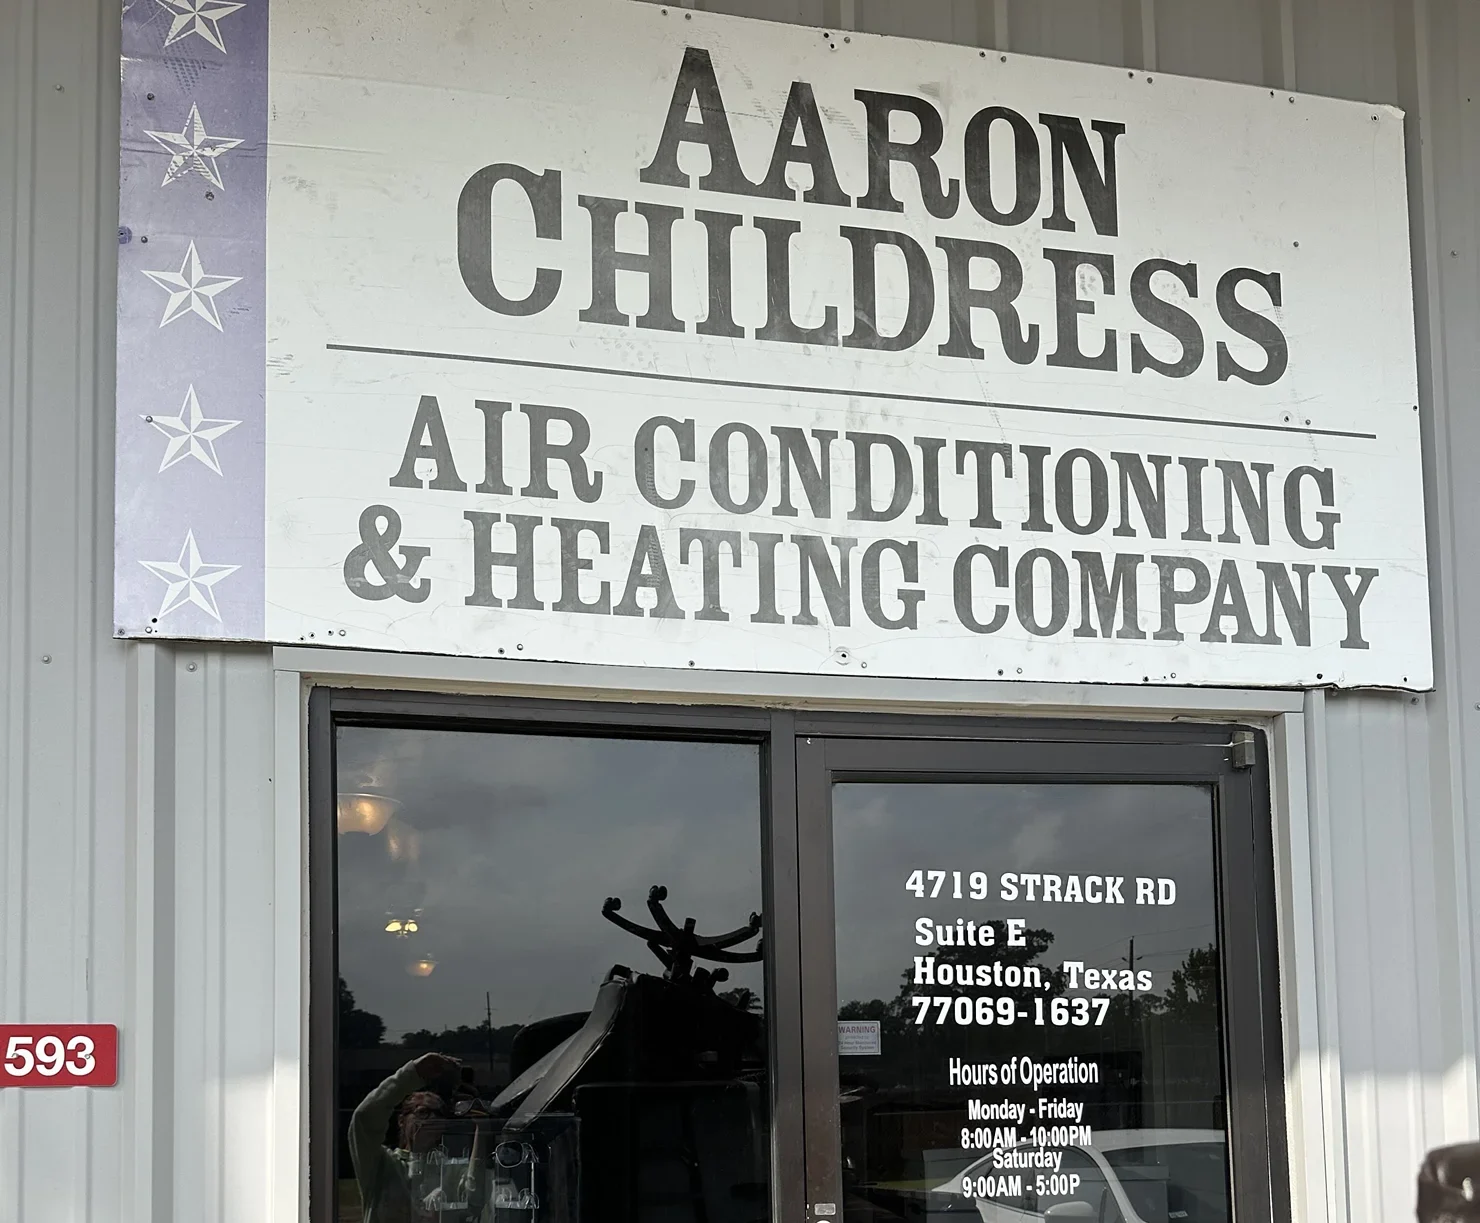 AARON
CHILDRESS
AIR CONDITIONING
& HEATING COMPANY
4719 STRACK RD
Suite E
Houston, Texas
77069-1637
WARNING
593
Hours of Operation
Monday - Friday
8:00AM - 10:00PM
Saturday
9:00AM - 5:00P